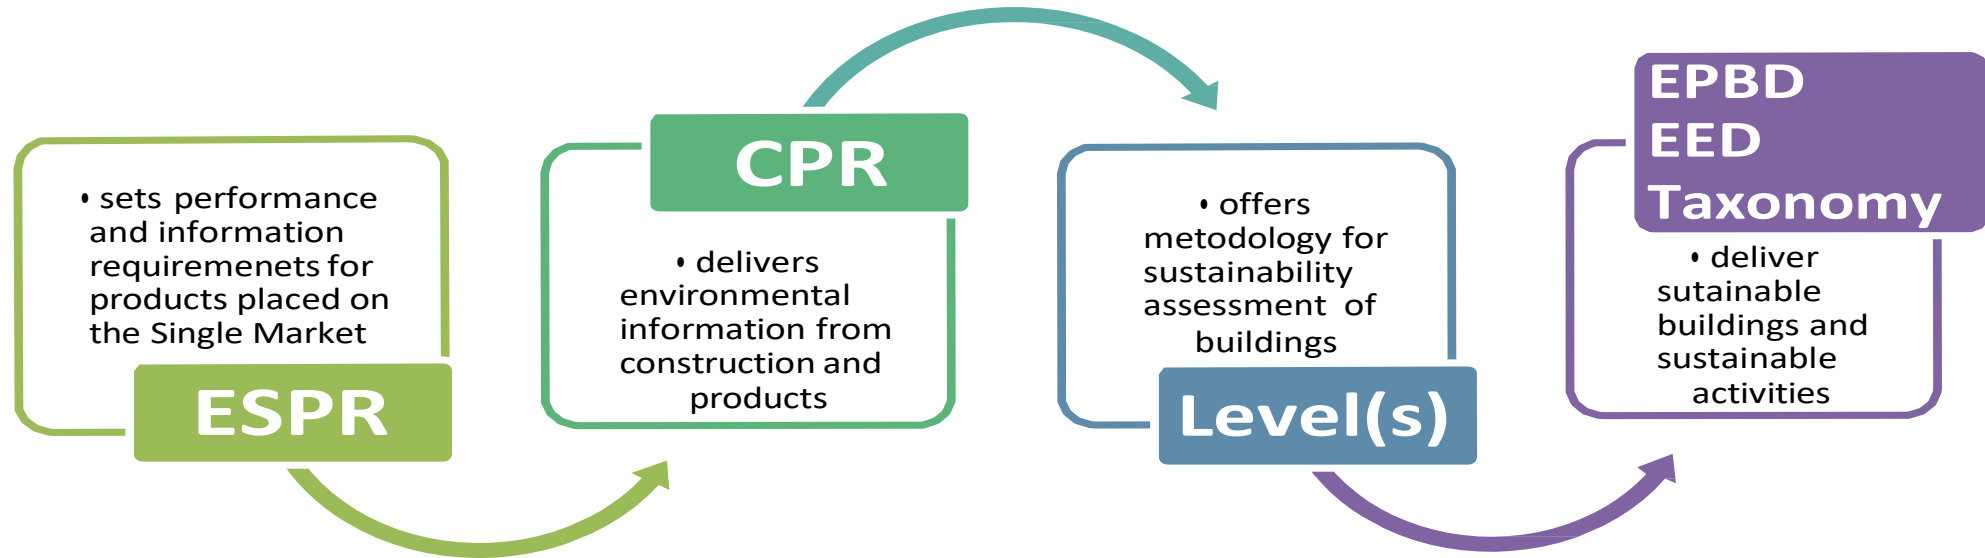 • sets performance
and information
requiremenets for
products placed on
the Single Market
ESPR
CPR
• delivers
environmental
information from
construction and
products
• offers
metodology for
sustainability
assessment of
buildings
Level(s)
EPBD
EED
Taxonomy
• deliver
sutainable
buildings and
sustainable
activities